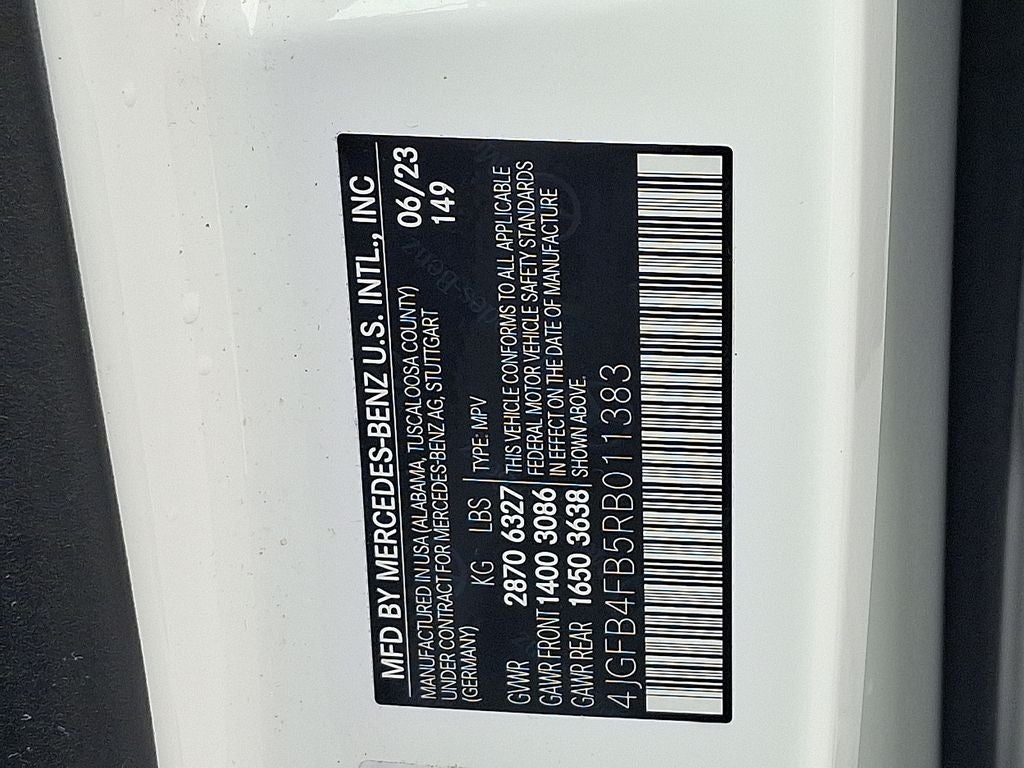 MFD BY MERCEDES-BENZ U.S. INTL., INC
MANUFACTURED IN USA (ALABAMA, TUSCALOOSA COUNTY) 06/23
UNDER CONTRACT FOR MERCEDES-BENZ AG, STUTTGART 149
(GERMANY)
KG LBS TYPE: MPV
GVWR 2870 6327 THIS VEHICLE CONFORMS TO ALL APPLICABLE
GAWR FRONT 1400 3086 FEDERAL MOTOR VEHICLE SAFETY STANDARDS
IN EFFECT ON THE DATE OF MANUFACTURE
GAWR REAR 1650 3638 SHOWN ABOVE.
4JGFB4FB5RB011383